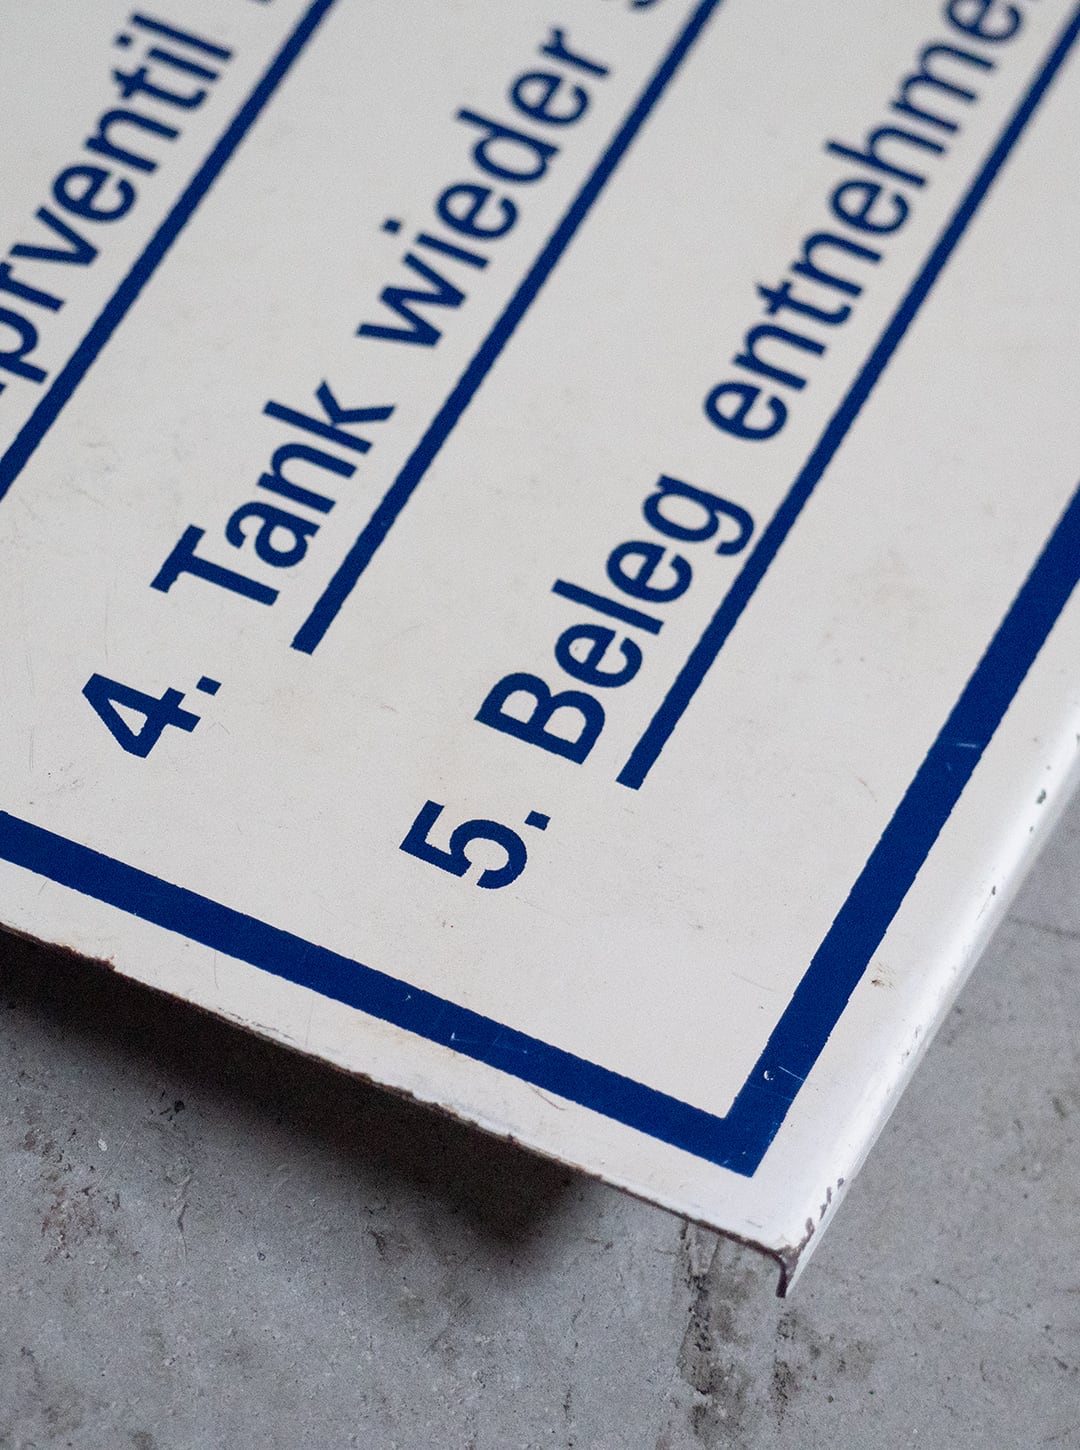 4. Tank wieder
5. Beleg entnehme